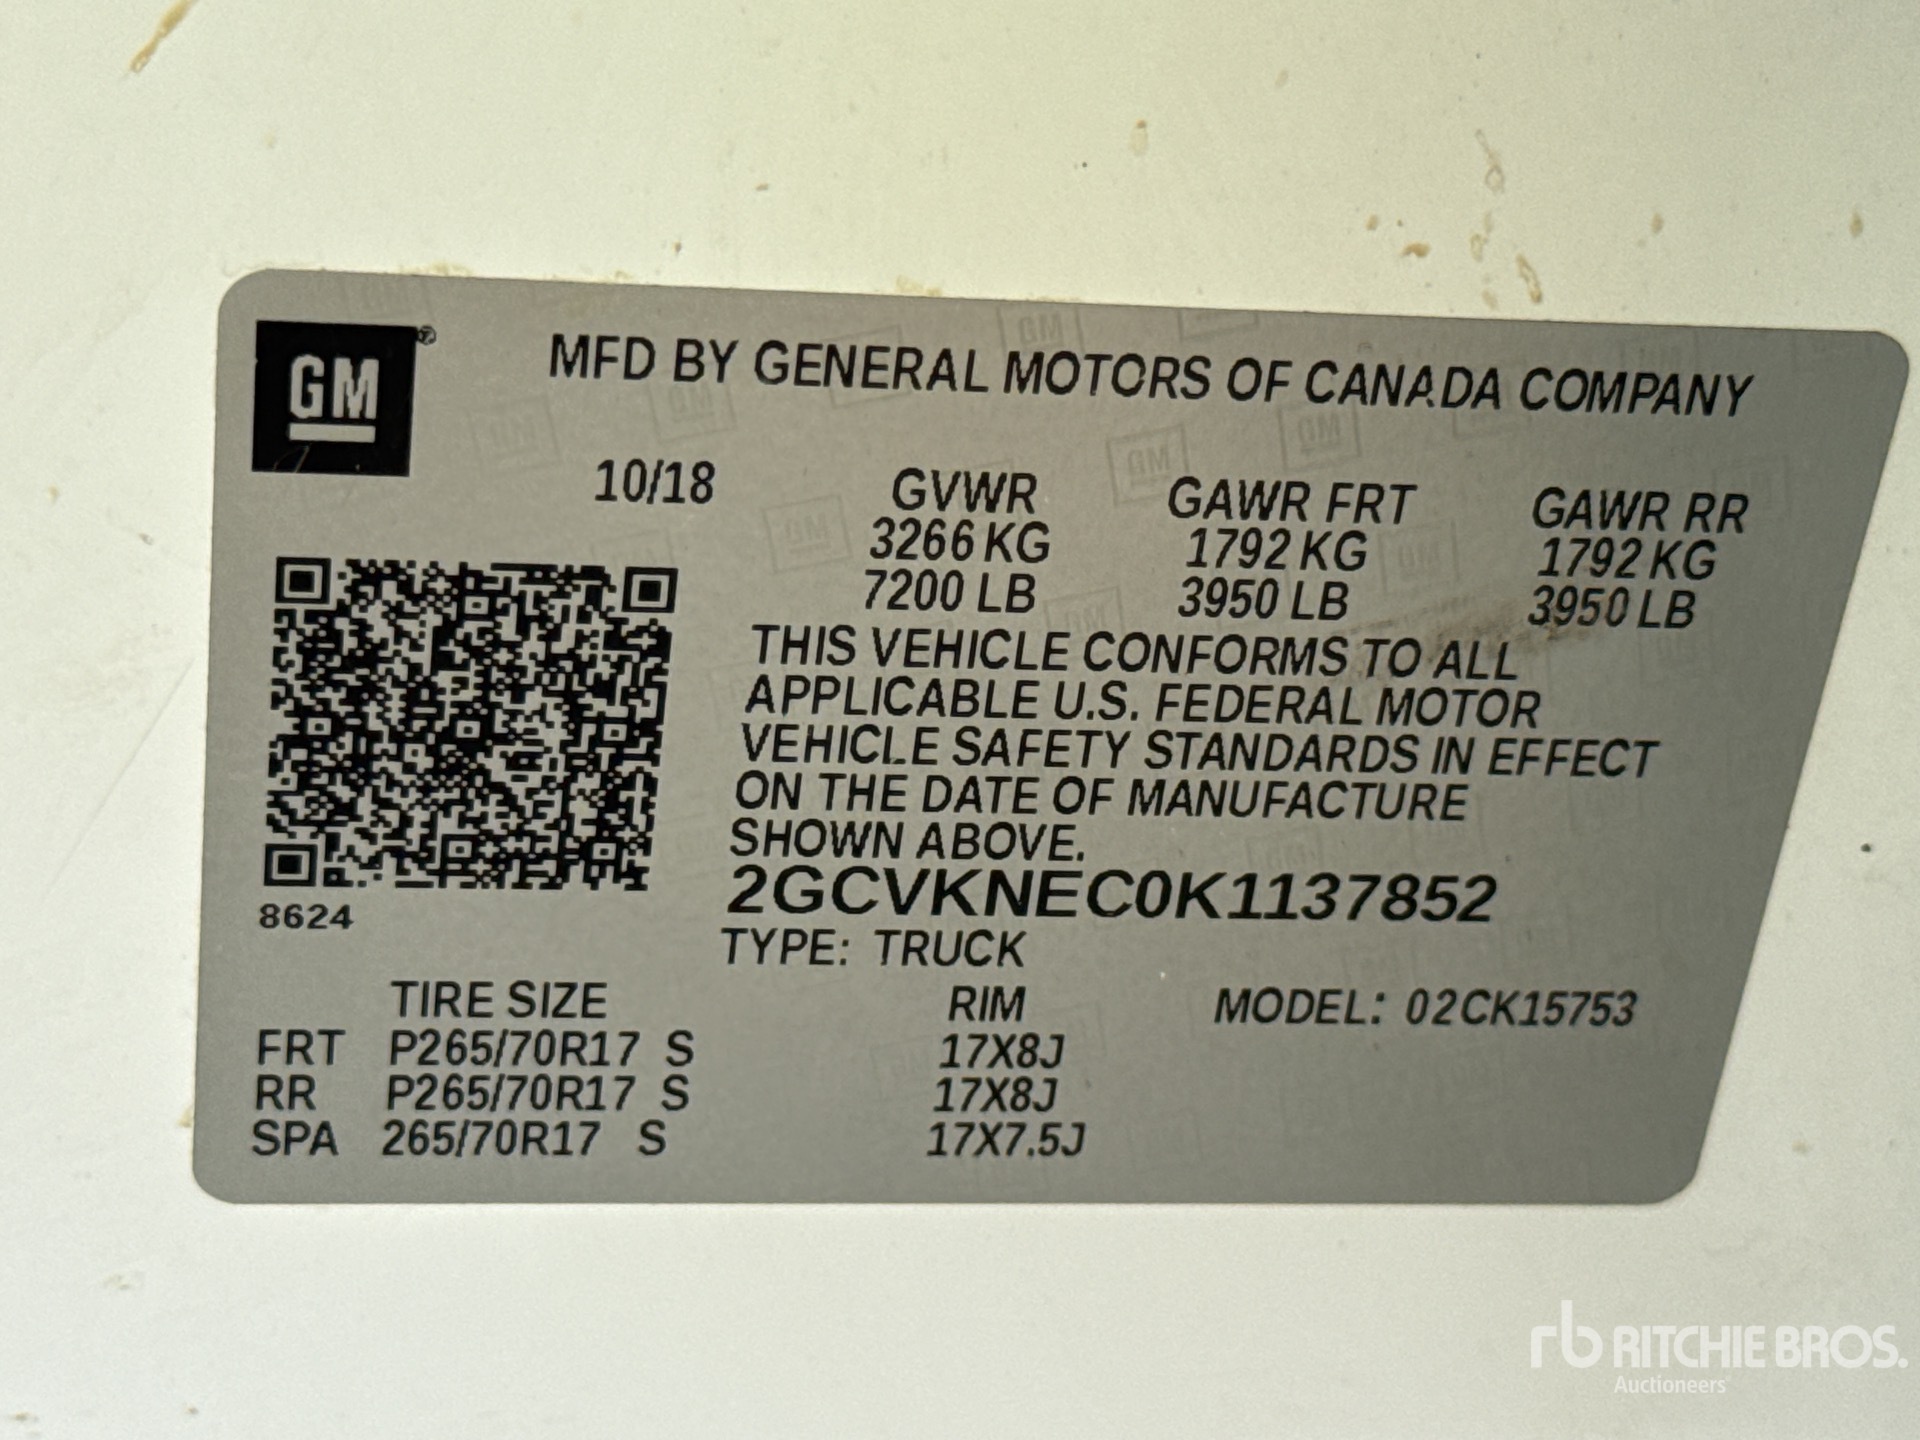 GM®
MFD BY GENERAL MOTORS OF CANADA COMPANY
10/18 GVWR GAWR FRT GAWR RR
3266 KG 1792 KG 1792 KG
7200 LB 3950 LB 3950 LB
THIS VEHICLE CONFORMS TO ALL
APPLICABLE U.S. FEDERAL MOTOR
VEHICLE SAFETY STANDARDS IN EFFECT
ON THE DATE OF MANUFACTURE
SHOWN ABOVE.
2GCVKNEC0K1137852
8624
TYPE: TRUCK
TIRE SIZE RIM MODEL: 02CK15753
FRT P265/70R17 S 17X8J
RR P265/70R17 S 17X8J
SPA 265/70R17 S 17X7.5J
rb RITCHIE BROS.
Auctioneers